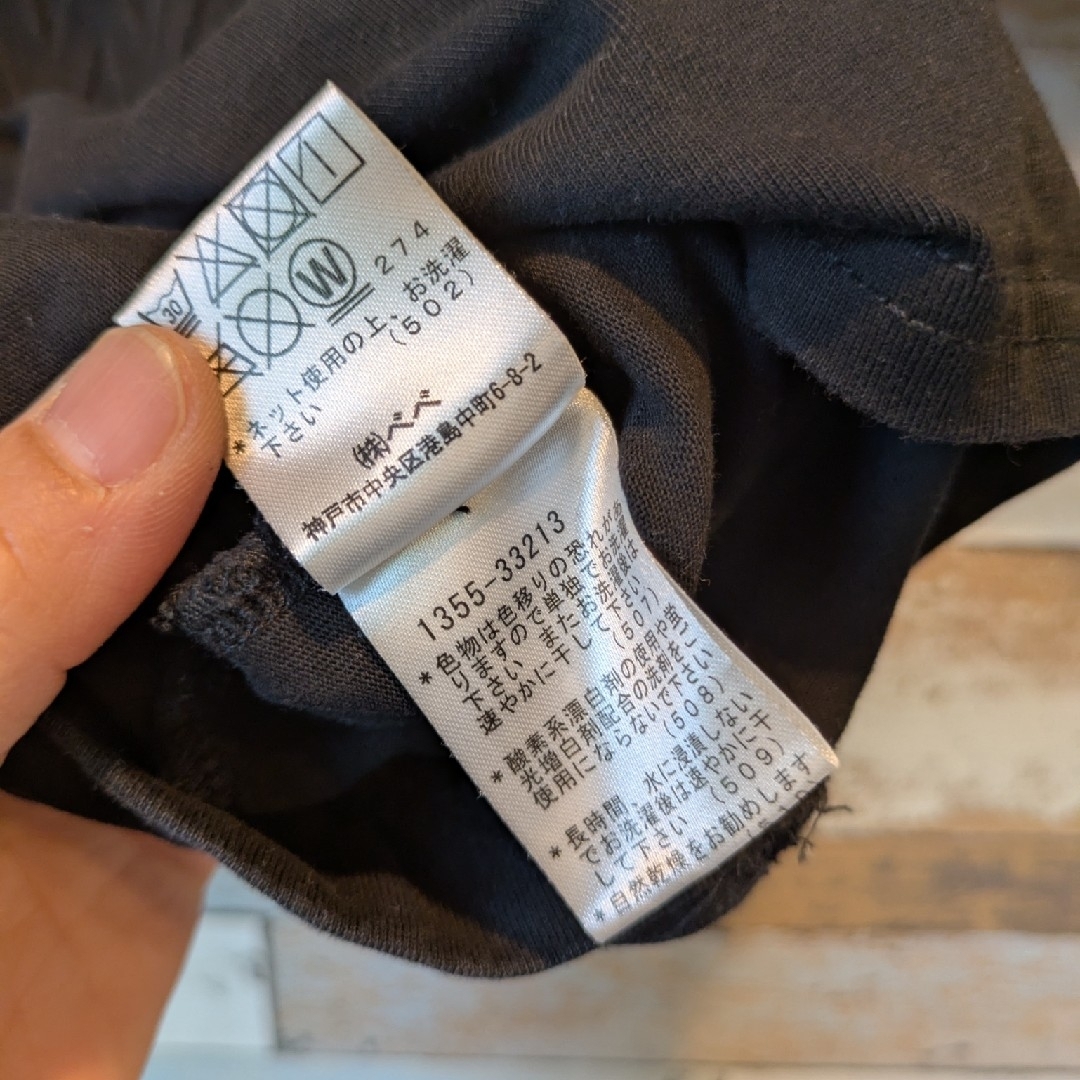 30
W
274
*ネット使用の上、お洗濯
下さい (502)
(株)ベベ
神戸市中央区港島中町6-8-2
1355-33213
*色物は色移りの恐れがあ
りますので単独でお洗濯
下さい。またお洗濯後は
速やかに干して下さい
(507)
*酸素系漂白剤の使用や蛍
光増白剤配合の洗剤をご
使用にならないで下さい
(508)
*長時間、水に浸漬しない
でお洗濯後は速やかに干
して下さい (509)
*自然乾燥をお勧めします